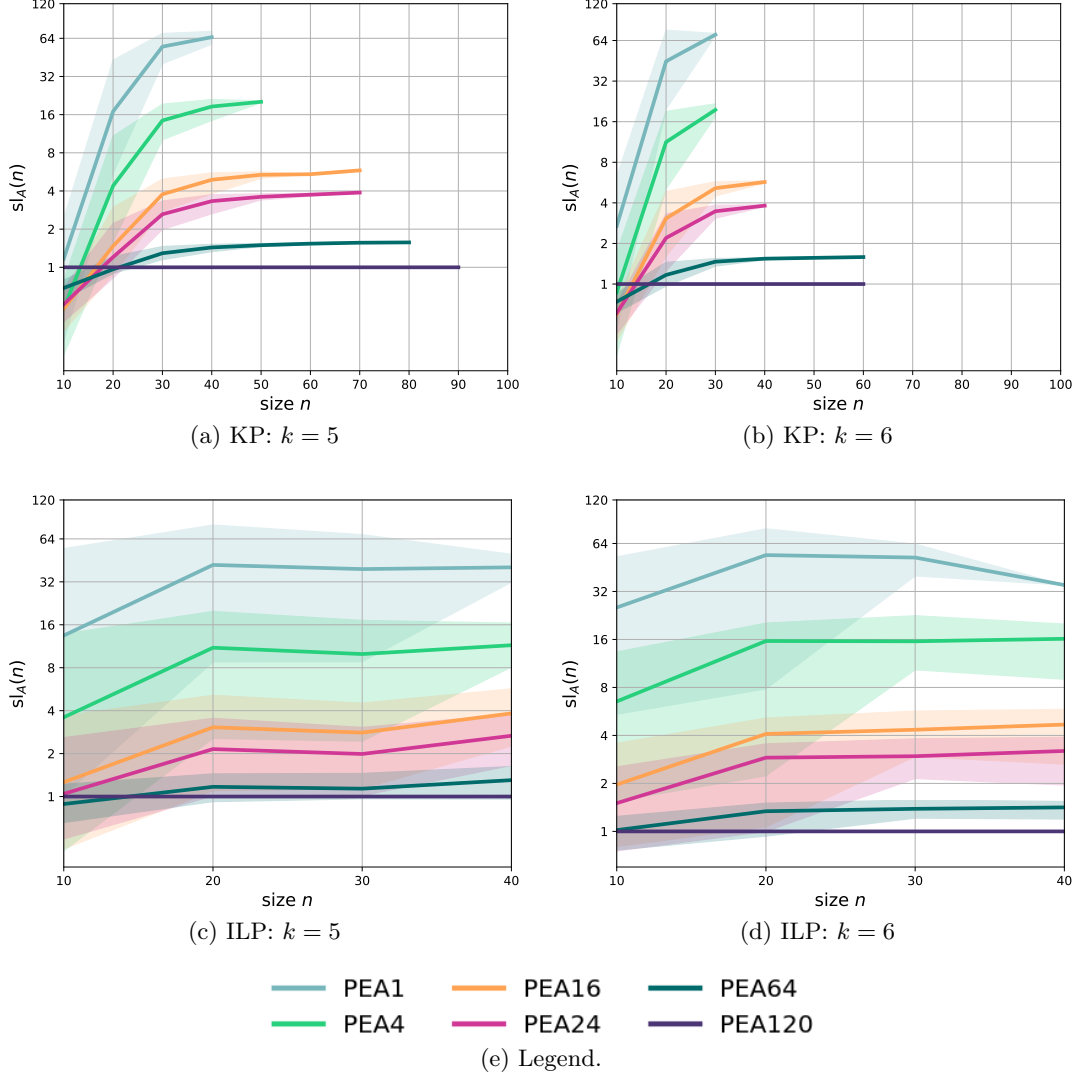 120
64
32
16
8
4
2
1
sl_A(n)
10 20 30 40 50 60 70 80 90 100
size n
(a) KP: k = 5
120
64
32
16
8
4
2
1
sl_A(n)
10 20 30 40 50 60 70 80 90 100
size n
(b) KP: k = 6
120
64
32
16
8
4
2
1
sl_A(n)
10 20 30 40
size n
(c) ILP: k = 5
120
64
32
16
8
4
2
1
sl_A(n)
10 20 30 40
size n
(d) ILP: k = 6
PEA1 PEA16 PEA64
PEA4 PEA24 PEA120
(e) Legend.